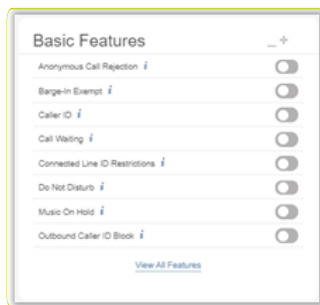 Basic Features
Anonymous Call Rejection i
Barge-In Exempt i
Caller ID i
Call Waiting i
Connected Line ID Restrictions i
Do Not Disturb i
Music On Hold i
Outbound Caller ID Block i
View All Features